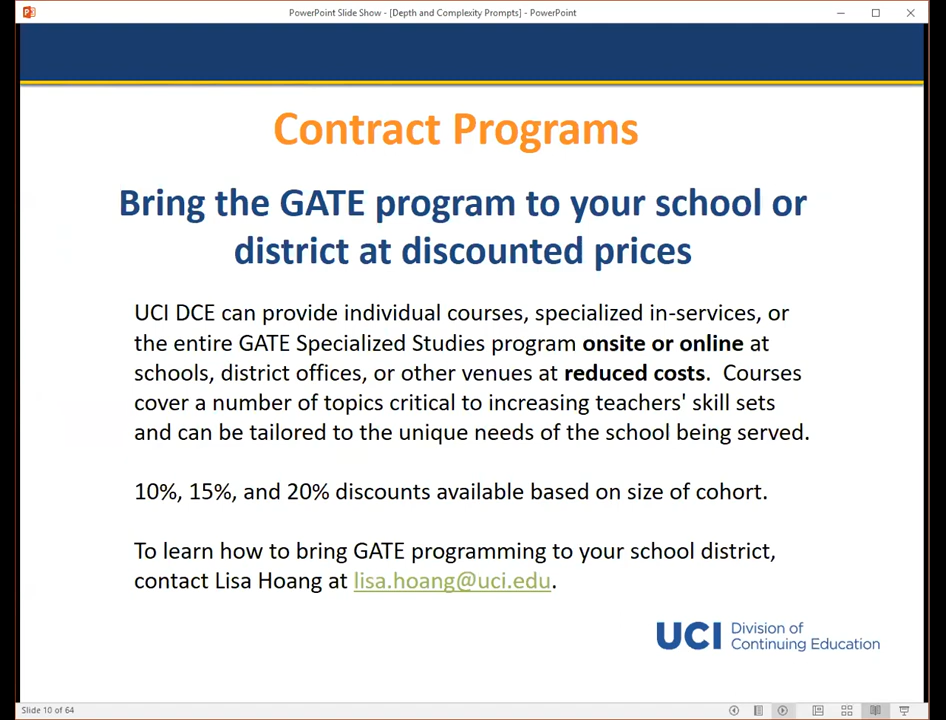 PowerPoint Slide Show - [Depth and Complexity Prompts] - PowerPoint
Contract Programs
Bring the GATE program to your school or
district at discounted prices
UCI DCE can provide individual courses, specialized in-services, or
the entire GATE Specialized Studies program onsite or online at
schools, district offices, or other venues at reduced costs. Courses
cover a number of topics critical to increasing teachers' skill sets
and can be tailored to the unique needs of the school being served.
10%, 15%, and 20% discounts available based on size of cohort.
To learn how to bring GATE programming to your school district,
contact Lisa Hoang at lisa.hoang@uci.edu.
UCI Division of
Continuing Education
Slide 10 of 64